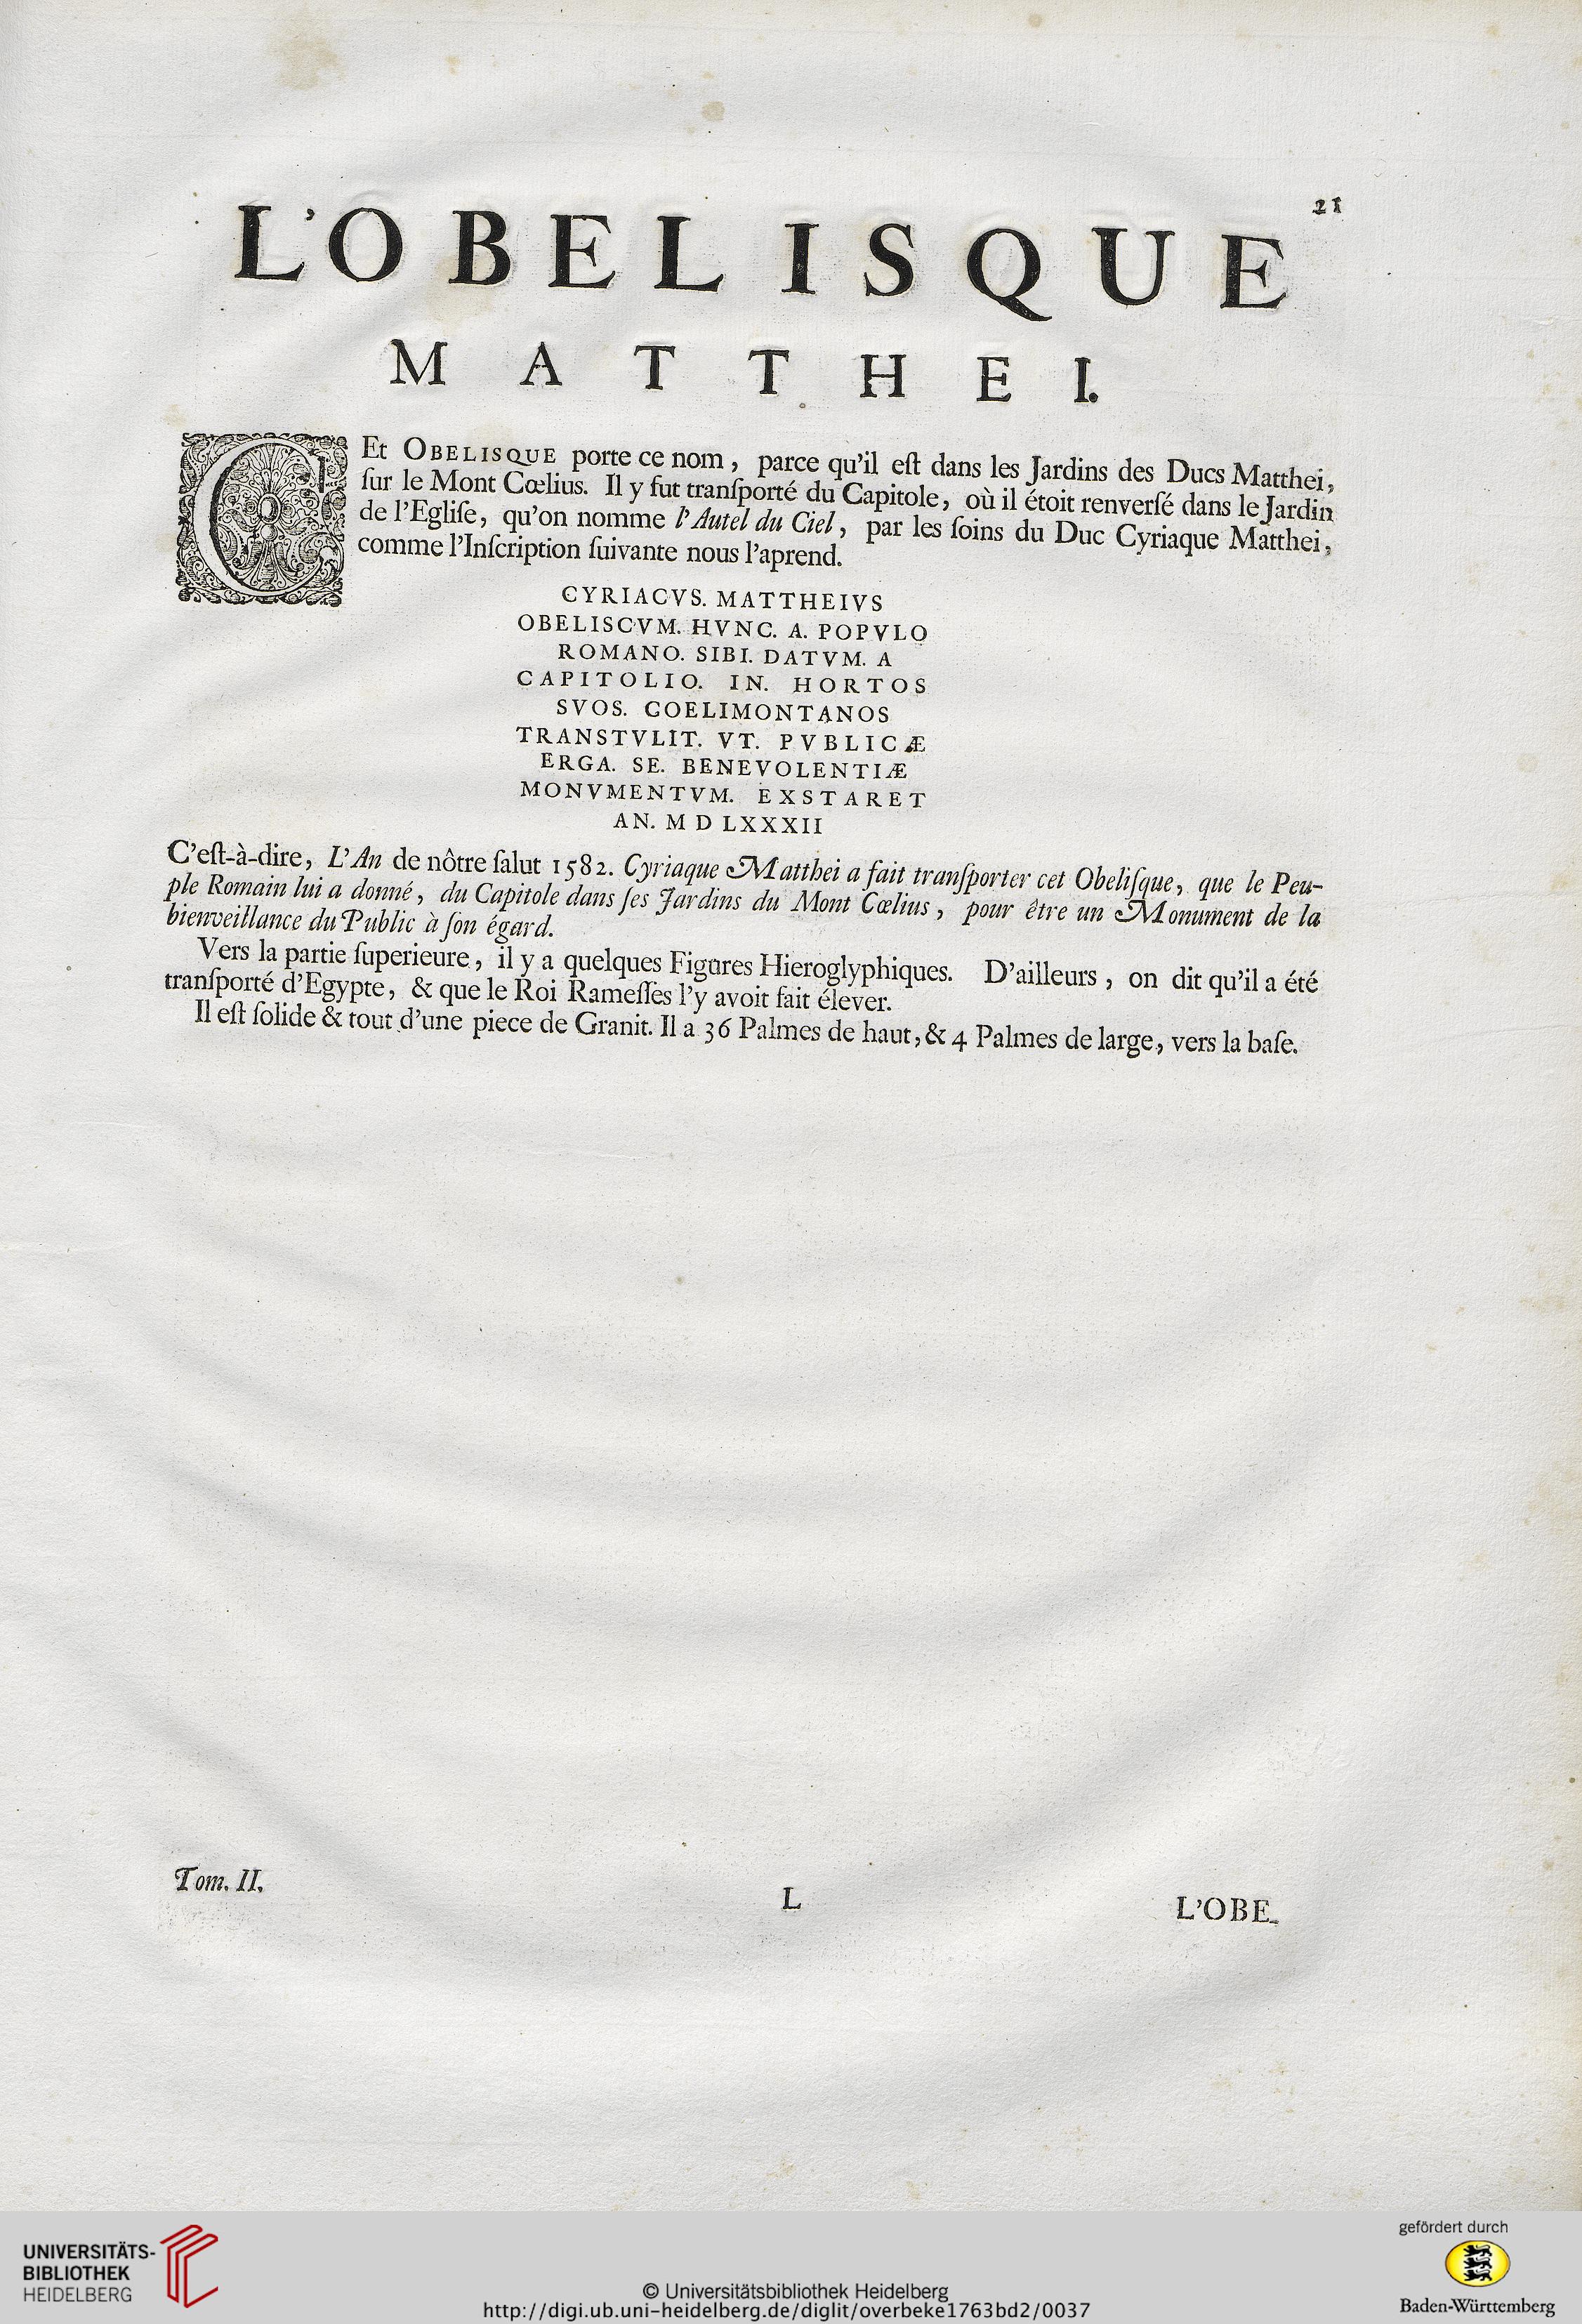 21
L'OBELISQUE
MATTHEI.
CEt OBELISQUE porte ce nom, parce qu'il eſt dans les Jardins des Ducs Matthei,
ſur le Mont Cœlius. Il y fut tranſporté du Capitole, où il étoit renverſé dans le Jardin
de l'Egliſe, qu'on nomme l'Autel du Ciel, par les ſoins du Duc Cyriaque Matthei,
comme l'Inſcription ſuivante nous l'aprend.
CYRIACVS. MATTHEIVS
OBELISCVM. HVNC. A. POPVLO
ROMANO. SIBI. DATVM. A
CAPITOLIO. IN. HORTOS
SVOS. COELIMONTANOS
TRANSTVLIT. VT. PVBLICÆ
ERGA. SE. BENEVOLENTIÆ
MONVMENTVM. EXSTARET
AN. M D LXXXII
C'eſt-à-dire, L'An de nôtre ſalut 1582. Cyriaque Matthei a fait tranſporter cet Obeliſque, que le Peu-
ple Romain lui a donné, du Capitole dans ſes Jardins du Mont Cœlius, pour être un Monument de la
bienveillance du Public à ſon égard.
Vers la partie ſuperieure, il y a quelques Figures Hieroglyphiques. D'ailleurs, on dit qu'il a été
tranſporté d'Egypte, & que le Roi Rameſſes l'y avoit fait élever.
Il eſt ſolide & tout d'une piece de Granit. Il a 36 Palmes de haut, & 4 Palmes de large, vers la baſe.
Tom. II.
L
L'OBE-
UNIVERSITÄTS-
BIBLIOTHEK
HEIDELBERG
© Universitätsbibliothek Heidelberg
http://digi.ub.uni-heidelberg.de/diglit/overbeke1763bd2/0037
gefördert durch
Baden-Württemberg